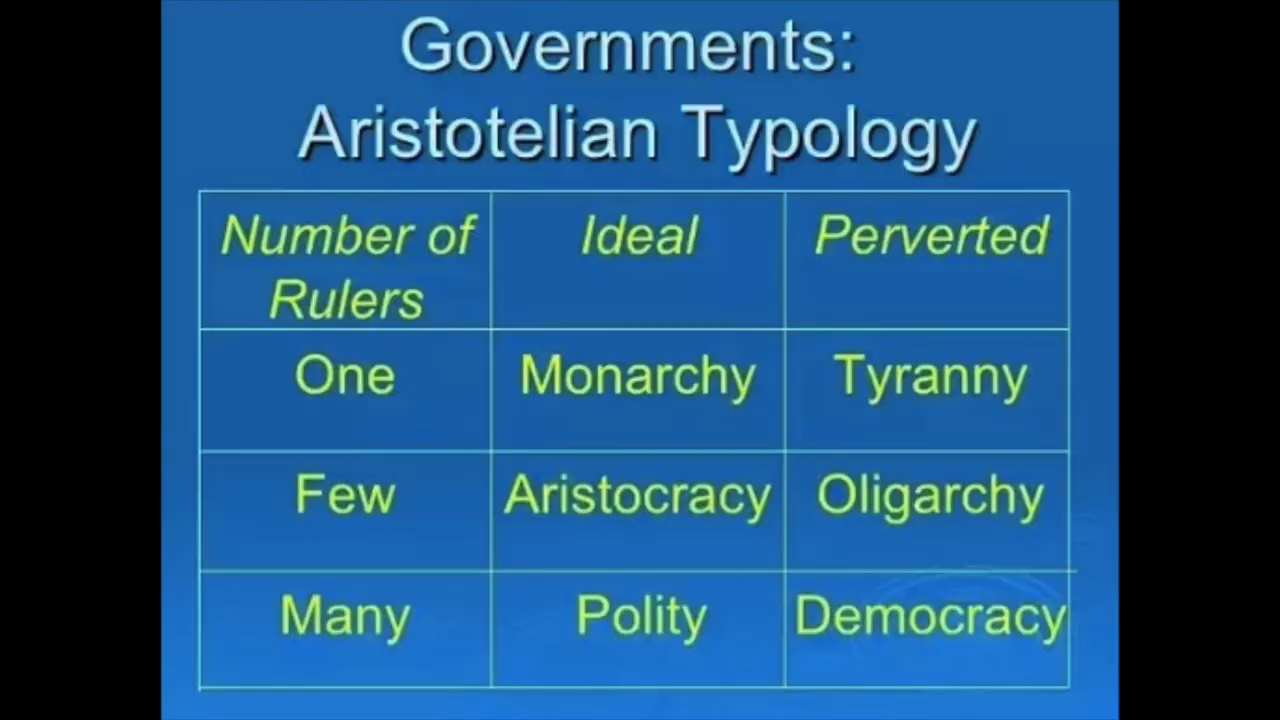 Governments:
Aristotelian Typology
Number of Rulers Ideal Perverted
One Monarchy Tyranny
Few Aristocracy Oligarchy
Many Polity Democracy